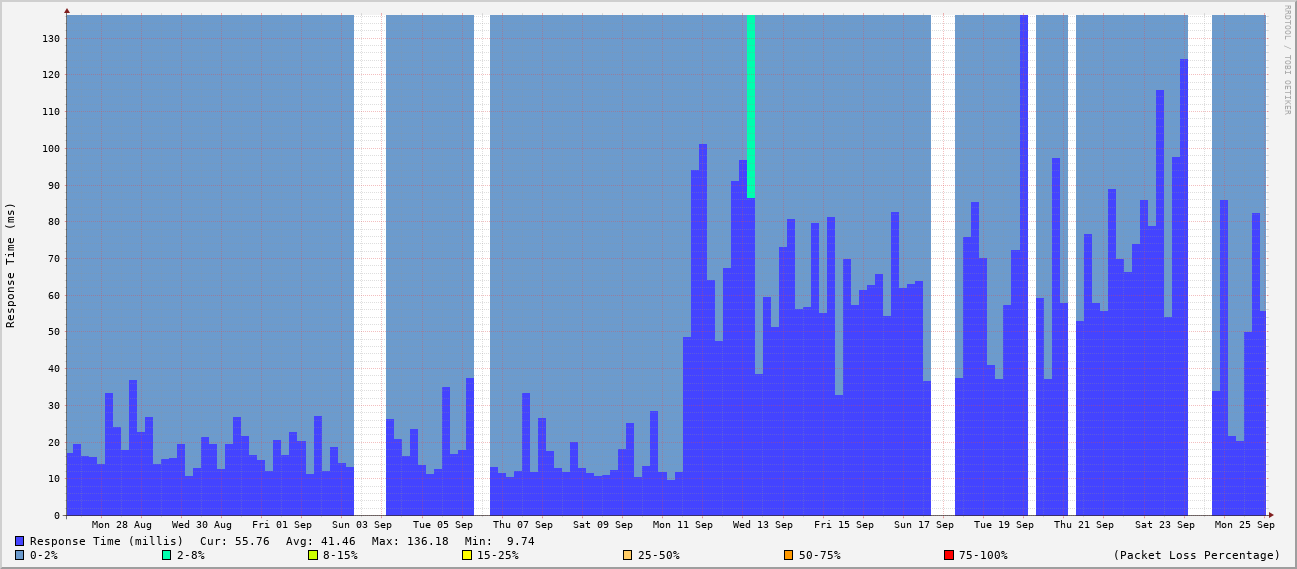 RRDTOOL / TOBI OETIKER
Response Time (ms)
130
120
110
100
90
80
70
60
50
40
30
20
10
0
Mon 28 Aug Wed 30 Aug Fri 01 Sep Sun 03 Sep Tue 05 Sep Thu 07 Sep Sat 09 Sep Mon 11 Sep Wed 13 Sep Fri 15 Sep Sun 17 Sep Tue 19 Sep Thu 21 Sep Sat 23 Sep Mon 25 Sep
Response Time (millis) Cur: 55.76 Avg: 41.46 Max: 136.18 Min: 9.74
0-2% 2-8% 8-15% 15-25% 25-50% 50-75% 75-100% (Packet Loss Percentage)